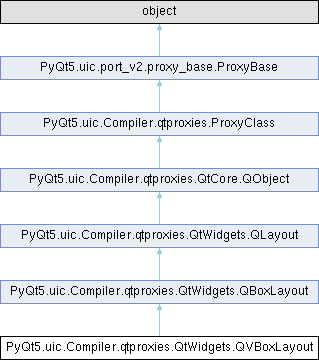 object
PyQt5.uic.port_v2.proxy_base.ProxyBase
PyQt5.uic.Compiler.qtproxies.ProxyClass
PyQt5.uic.Compiler.qtproxies.QtCore.QObject
PyQt5.uic.Compiler.qtproxies.QtWidgets.QLayout
PyQt5.uic.Compiler.qtproxies.QtWidgets.QBoxLayout
PyQt5.uic.Compiler.qtproxies.QtWidgets.QVBoxLayout